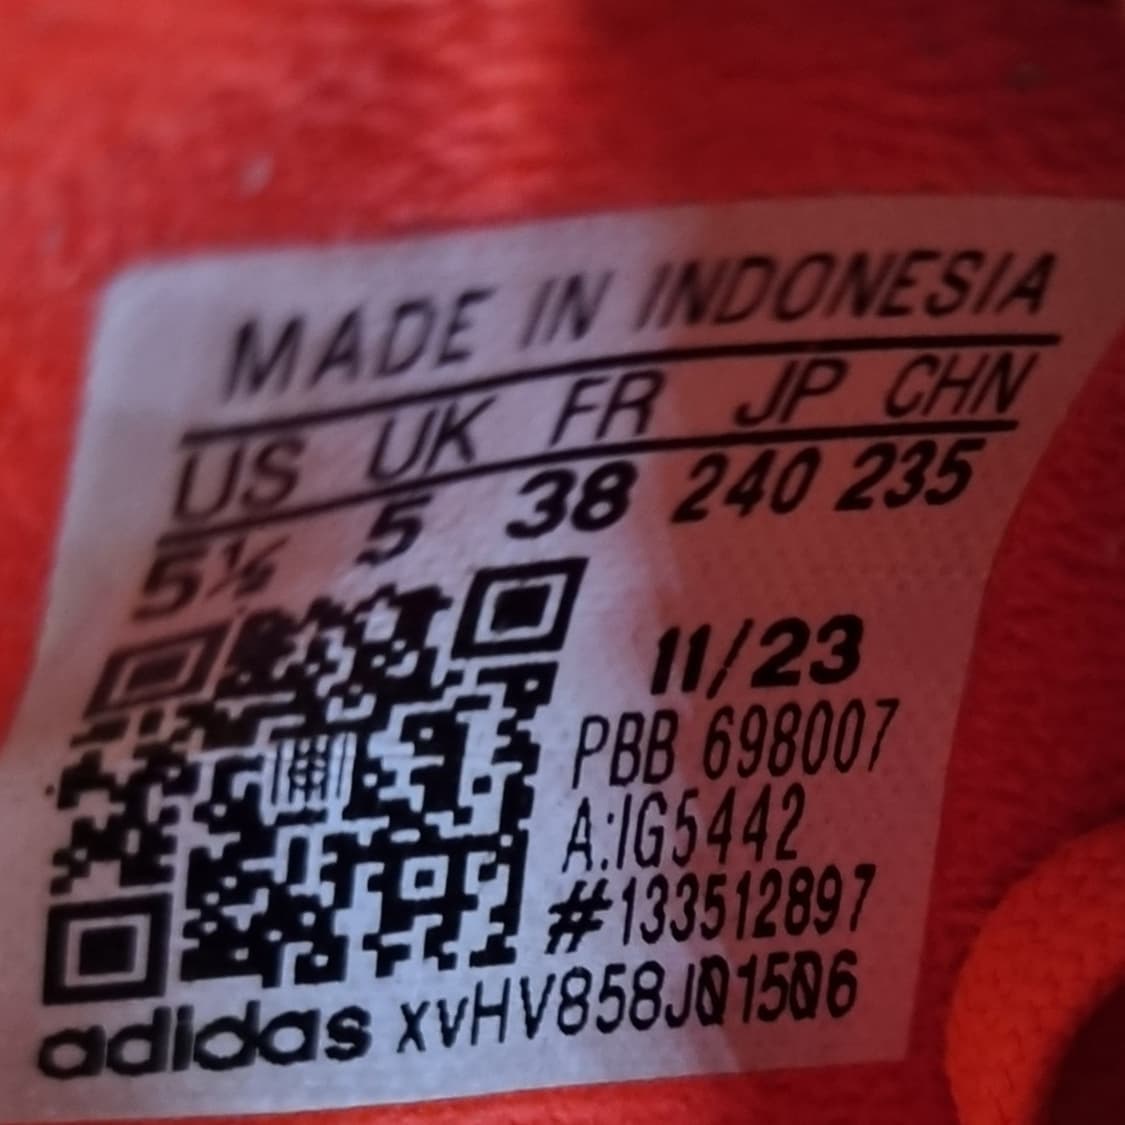 MADE IN INDONESIA
US UK FR JP CHN
5½ 5 38 240 235
11/23
PBB 698007
A:IG5442
#133512897
adidas xvHV858J01506